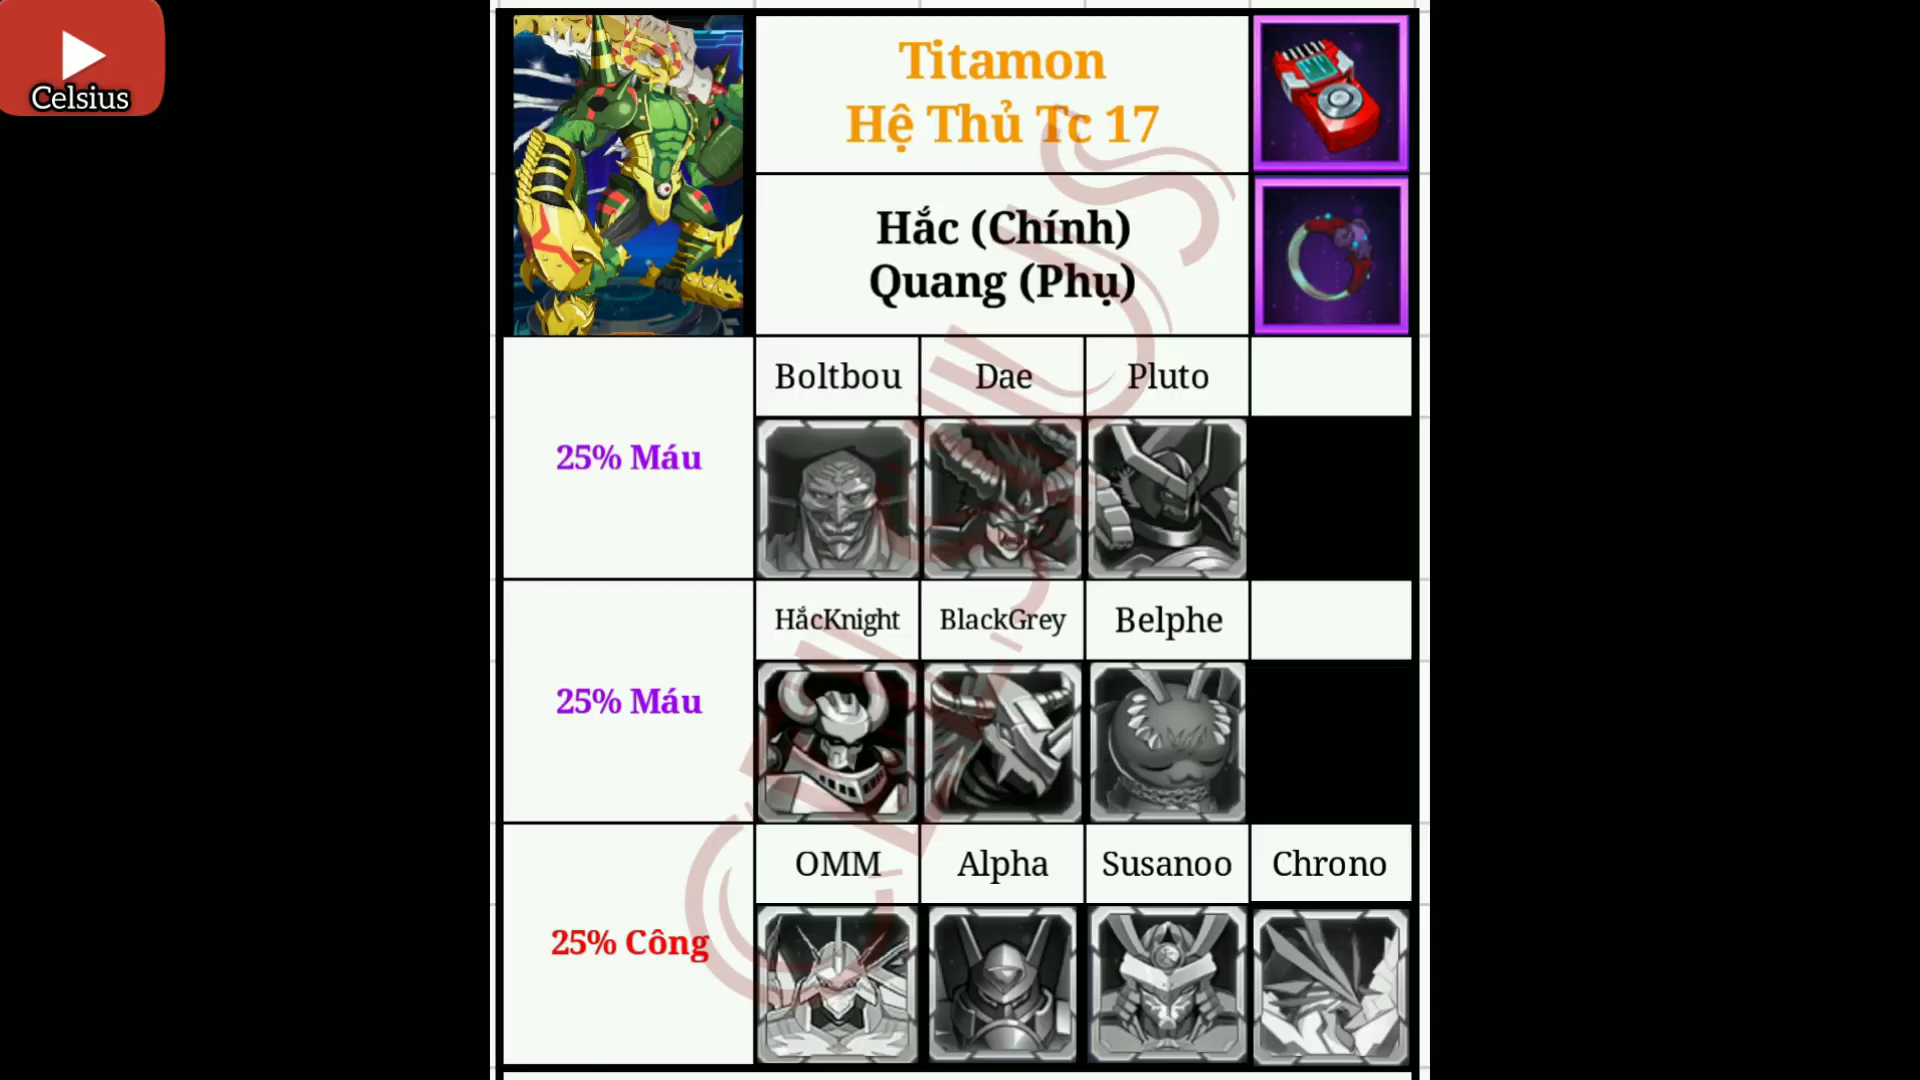 Celsius
Titamon
Hệ Thủ Tc 17
Hắc (Chính)
Quang (Phụ)
Boltbou Dae Pluto
25% Máu
HắcKnight BlackGrey Belphe
25% Máu
OMM Alpha Susanoo Chrono
25% Công
CELSIUS